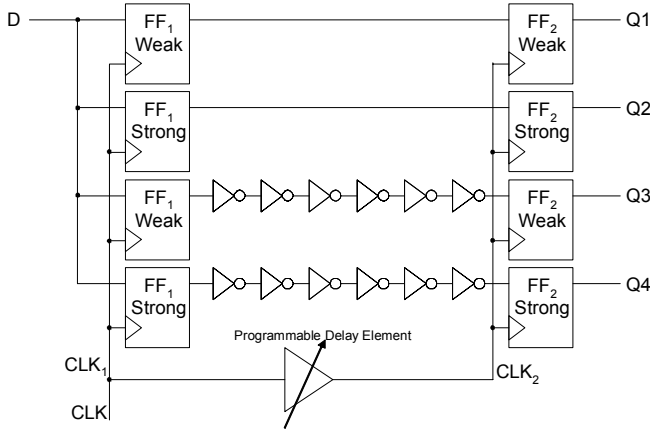 D
FF1
Weak
FF2
Weak
Q1
FF1
Strong
FF2
Strong
Q2
FF1
Weak
FF2
Weak
Q3
FF1
Strong
FF2
Strong
Q4
Programmable Delay Element
CLK1
CLK2
CLK